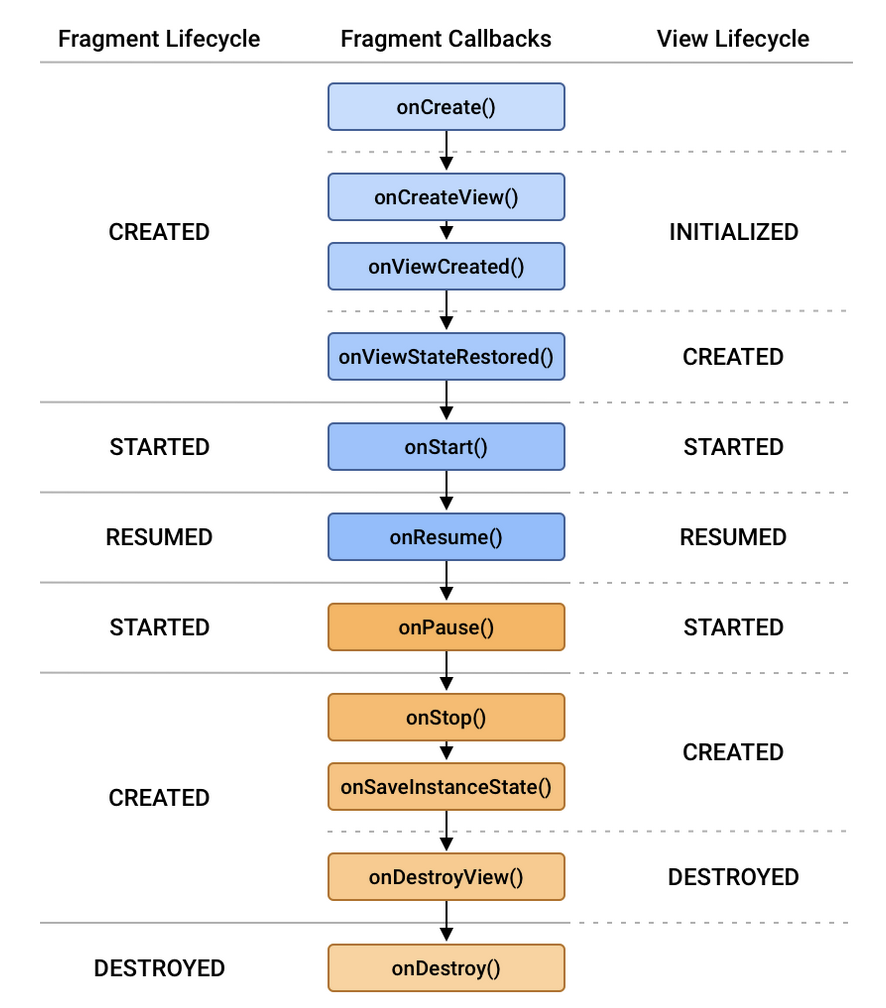 Fragment Lifecycle Fragment Callbacks View Lifecycle
onCreate()
onCreateView()
CREATED INITIALIZED
onViewCreated()
onViewStateRestored() CREATED
STARTED onStart() STARTED
RESUMED onResume() RESUMED
STARTED onPause() STARTED
onStop()
CREATED
onSaveInstanceState()
CREATED
onDestroyView() DESTROYED
DESTROYED onDestroy()